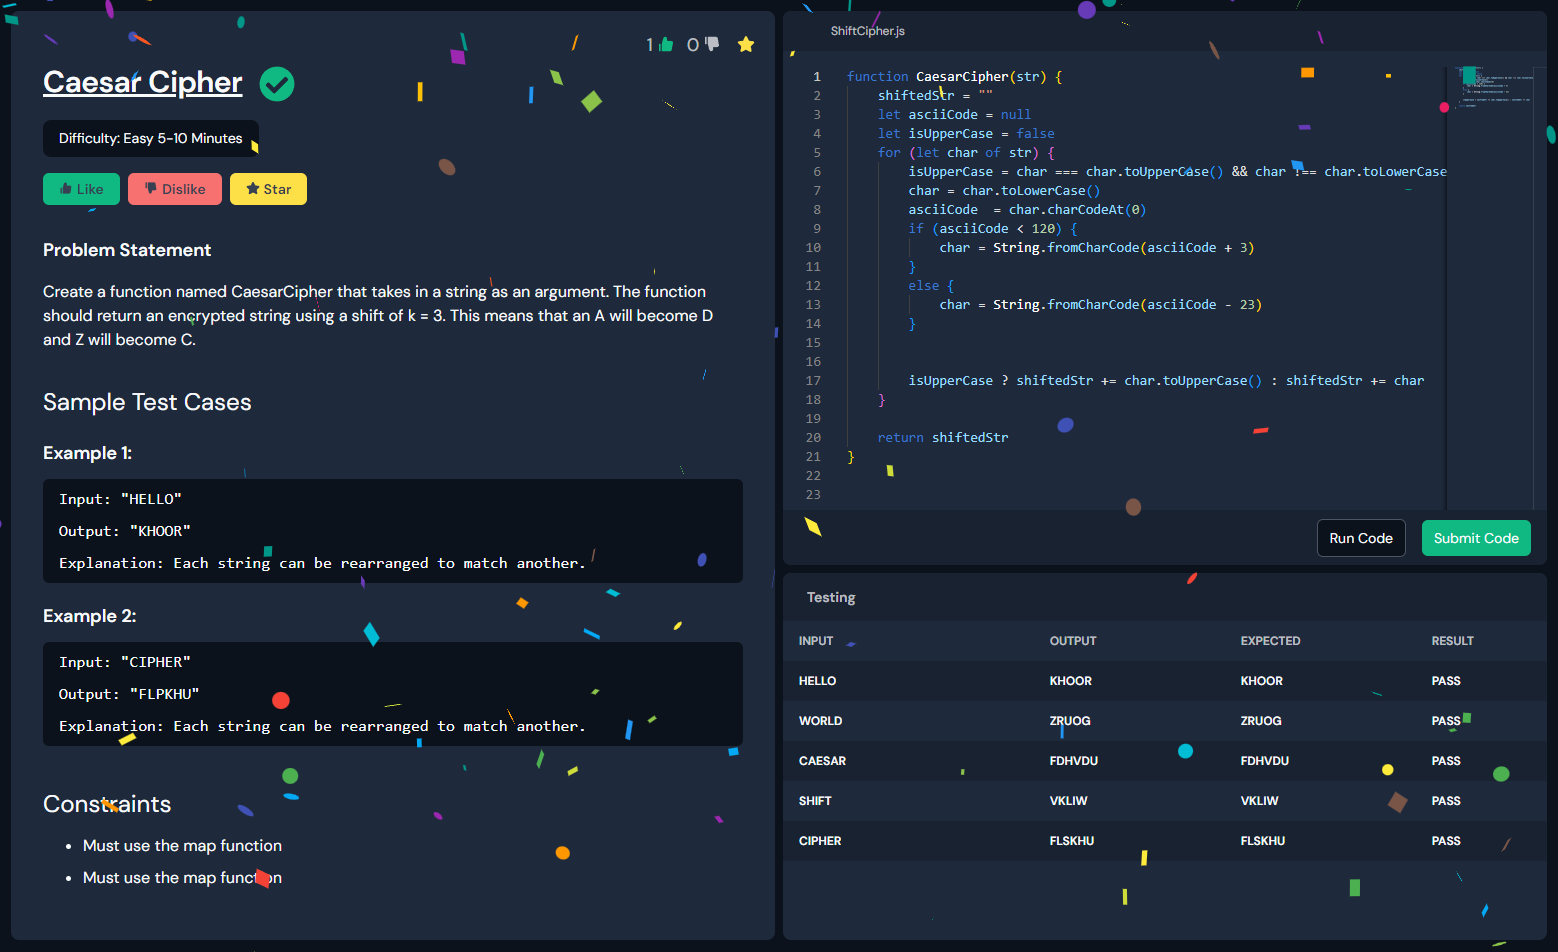 1 0
Caesar Cipher
Difficulty: Easy 5-10 Minutes
Like Dislike Star
Problem Statement
Create a function named CaesarCipher that takes in a string as an argument. The function
should return an encrypted string using a shift of k = 3. This means that an A will become D
and Z will become C.
Sample Test Cases
Example 1:
Input: "HELLO"
Output: "KHOOR"
Explanation: Each string can be rearranged to match another.
Example 2:
Input: "CIPHER"
Output: "FLPKHU"
Explanation: Each string can be rearranged to match another.
Constraints
• Must use the map function
• Must use the map function
ShiftCipher.js
1 function CaesarCipher(str) {
2 shiftedStr = ""
3 let asciiCode = null
4 let isUpperCase = false
5 for (let char of str) {
6 isUpperCase = char === char.toUpperCase() && char !== char.toLowerCase
7 char = char.toLowerCase()
8 asciiCode  = char.charCodeAt(0)
9 if (asciiCode < 120) {
10 char = String.fromCharCode(asciiCode + 3)
11 }
12 else {
13 char = String.fromCharCode(asciiCode - 23)
14 }
15
16
17 isUpperCase ? shiftedStr += char.toUpperCase() : shiftedStr += char
18 }
19
20 return shiftedStr
21 }
22
23
Run Code Submit Code
Testing
INPUT OUTPUT EXPECTED RESULT
HELLO KHOOR KHOOR PASS
WORLD ZRUOG ZRUOG PASS
CAESAR FDHVDU FDHVDU PASS
SHIFT VKLIW VKLIW PASS
CIPHER FLSKHU FLSKHU PASS